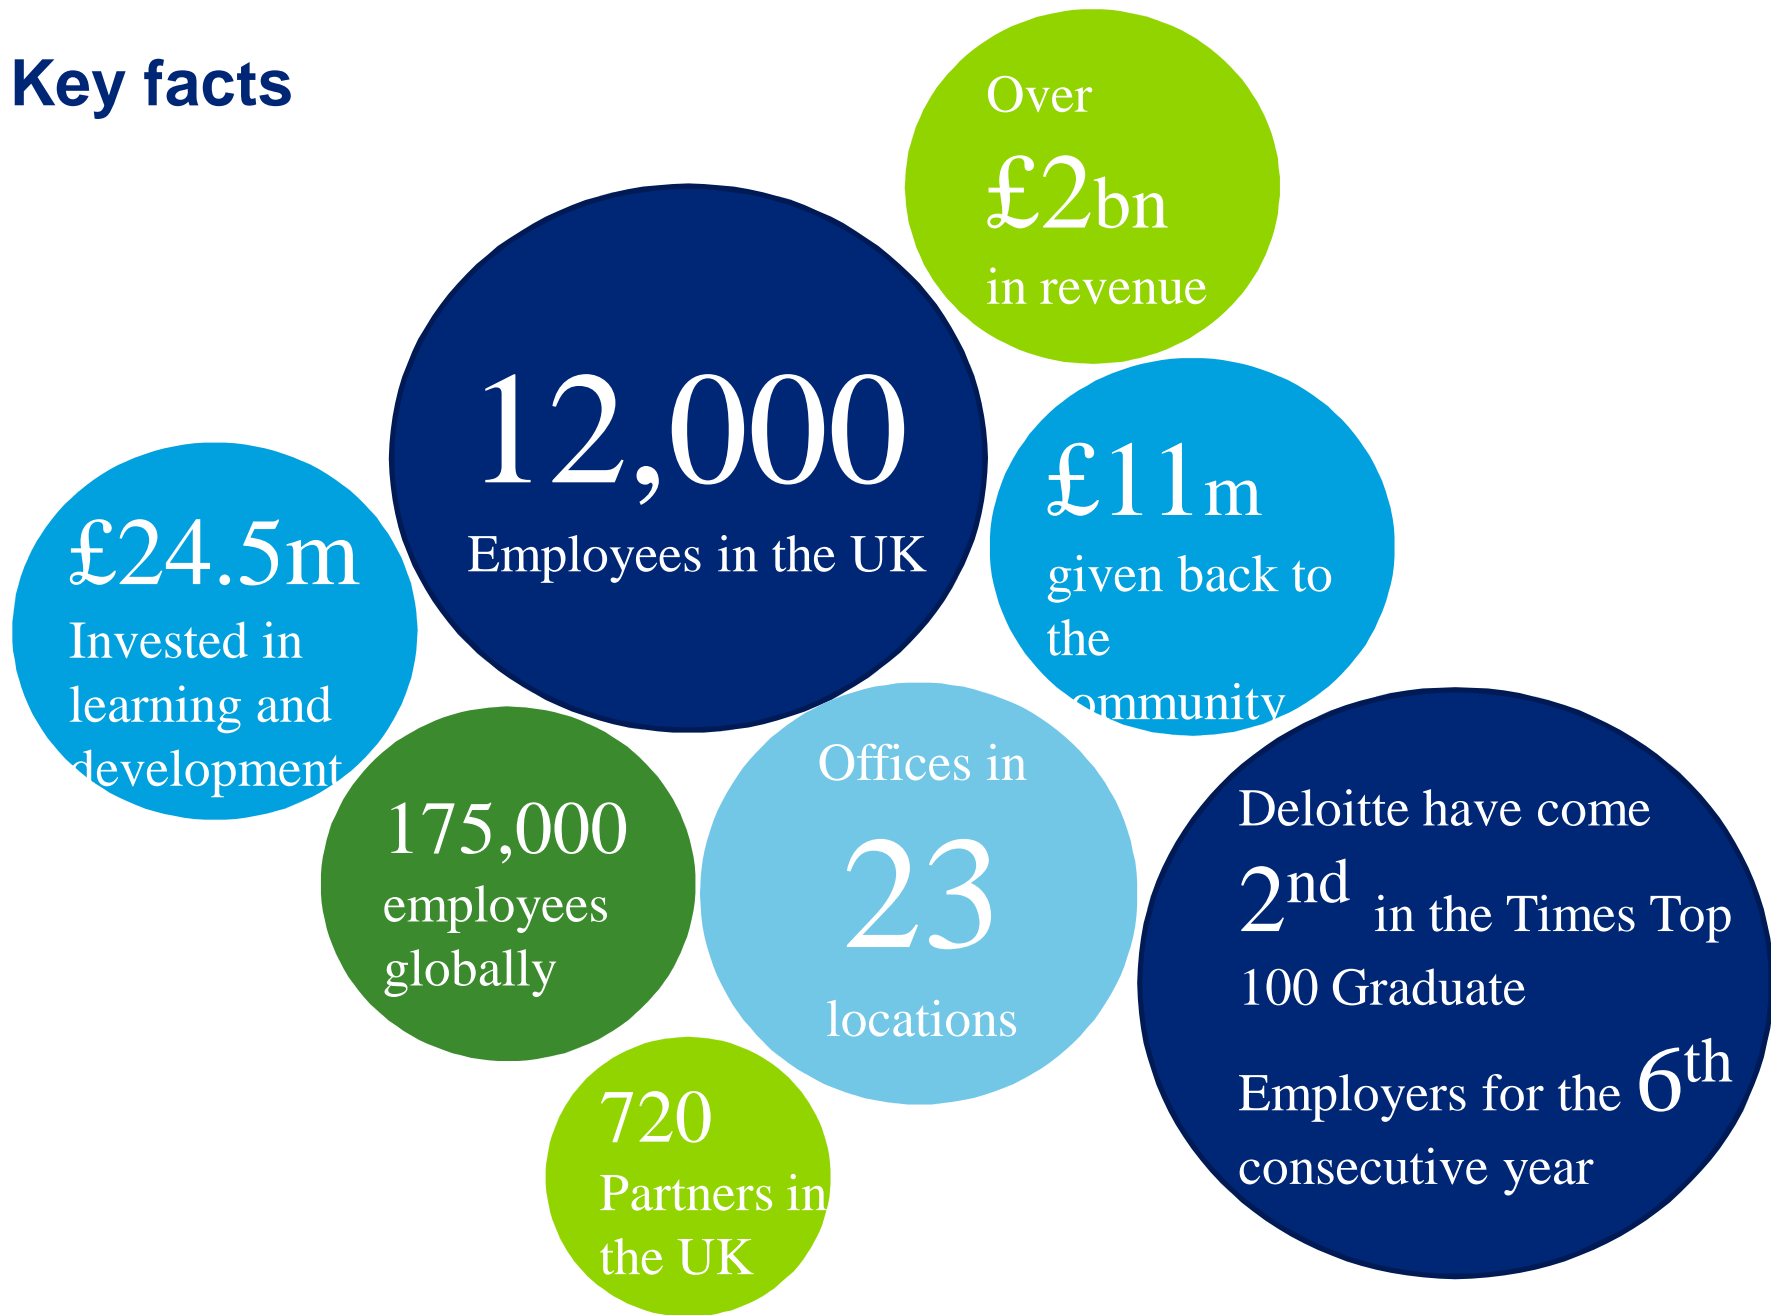 Key facts
Over
£2bn
in revenue
12,000
Employees in the UK
£11m
given back to
the
community
£24.5m
Invested in
learning and
development
175,000
employees
globally
Offices in
23
locations
Deloitte have come
2nd in the Times Top
100 Graduate
Employers for the 6th
consecutive year
720
Partners in
the UK